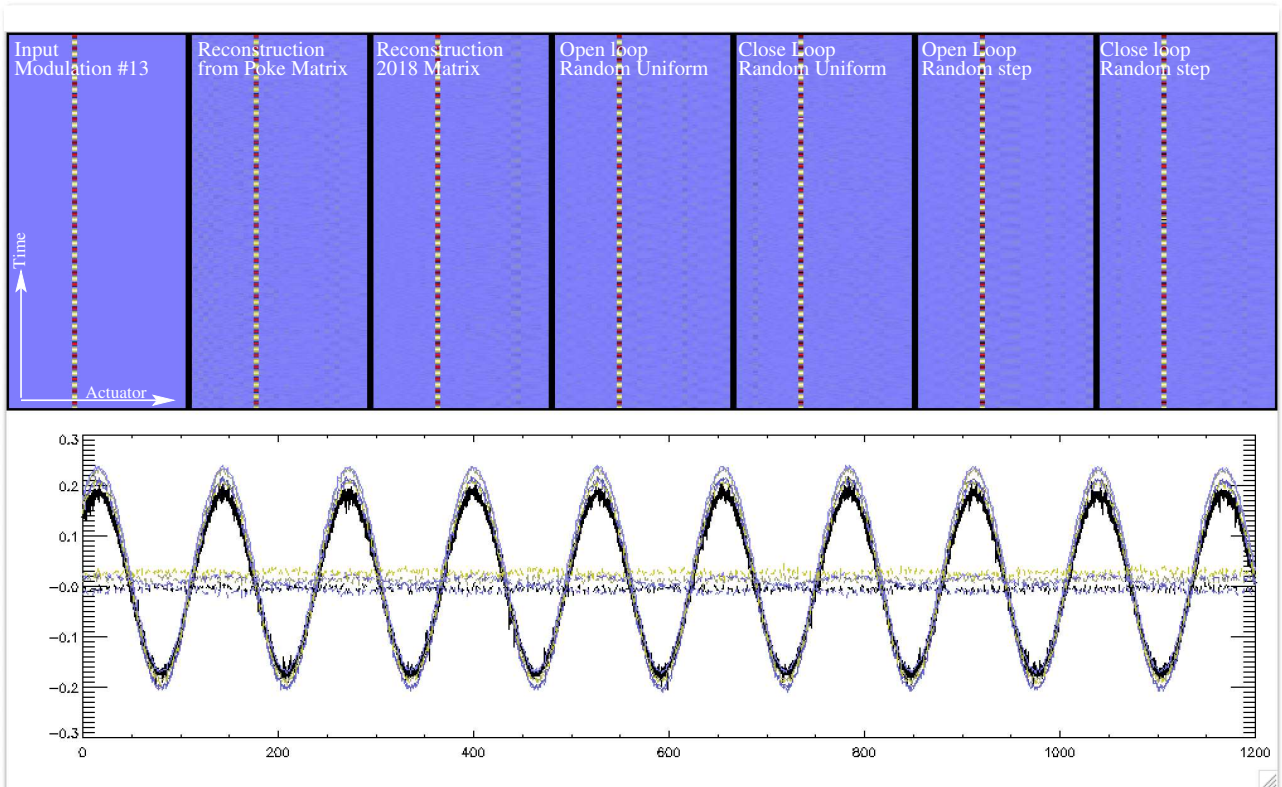 Input
Modulation #13
Reconstruction
from Poke Matrix
Reconstruction
2018 Matrix
Open loop
Random Uniform
Close Loop
Random Uniform
Open Loop
Random step
Close loop
Random step
Time
Actuator
0.3
0.2
0.1
-0.0
-0.1
-0.2
-0.3
0
200
400
600
800
1000
1200